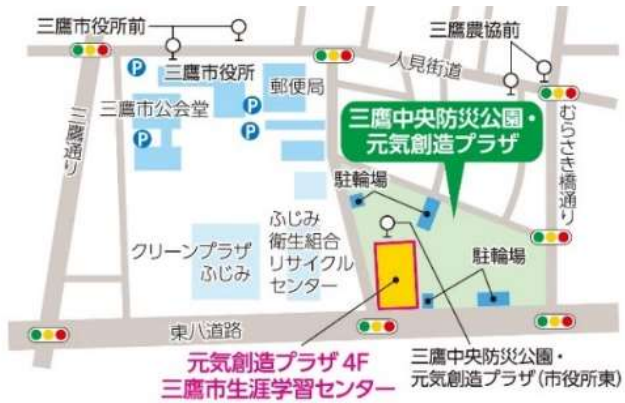 三鷹市役所前
三鷹農協前
人見街道
三鷹市役所
郵便局
三鷹市公会堂
P
P
P
P
三鷹通り
むらさき橋通り
三鷹中央防災公園・
元気創造プラザ
駐輪場
ふじみ
衛生組合
リサイクル
センター
クリーンプラザ
ふじみ
駐輪場
東八道路
元気創造プラザ 4F
三鷹市生涯学習センター
三鷹中央防災公園・
元気創造プラザ(市役所東)